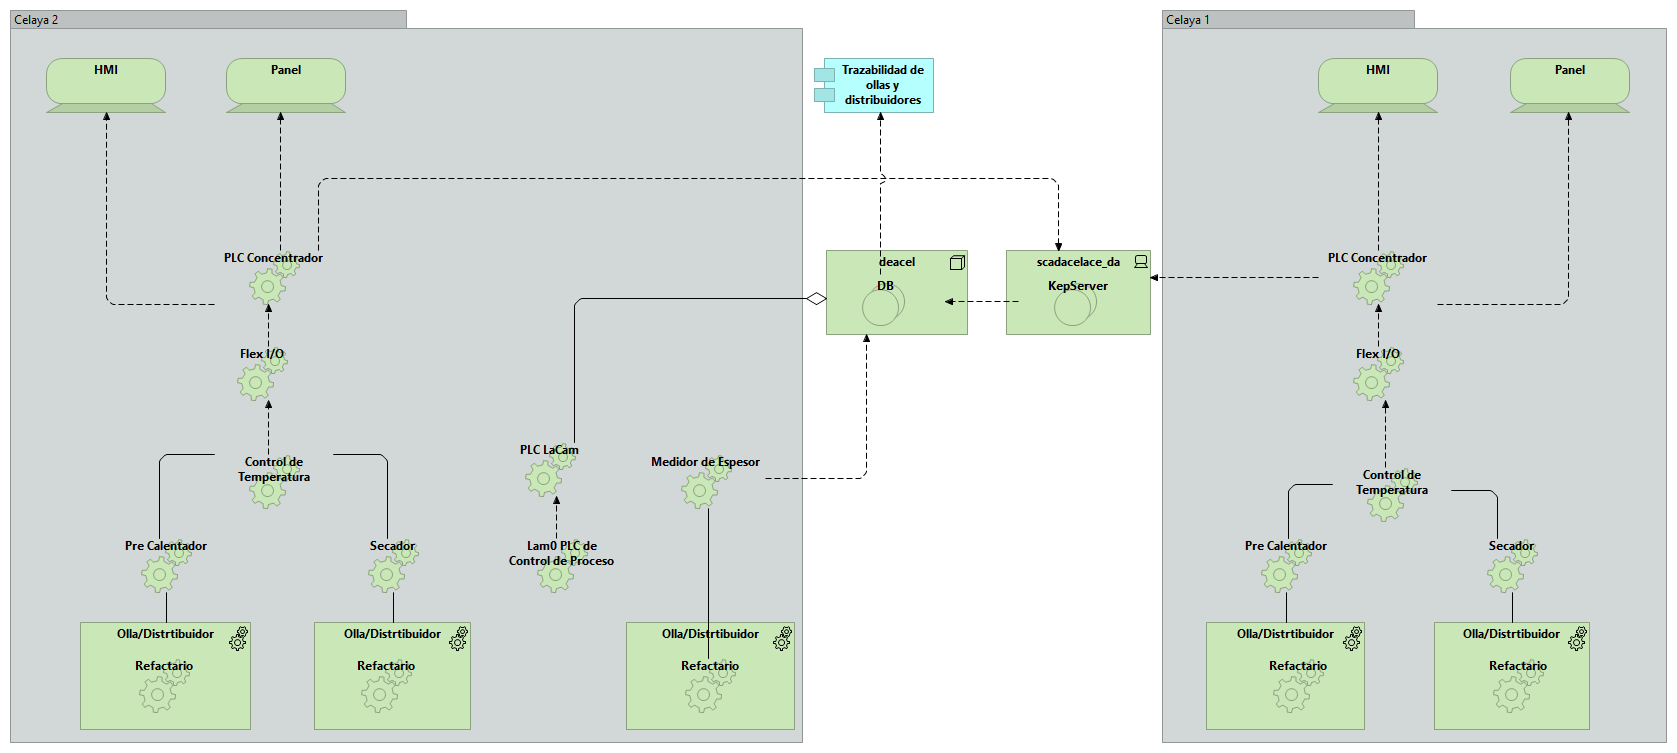 Celaya 2
Celaya 1
HMI
Panel
Trazabilidad de
ollas y
distribuidores
HMI
Panel
PLC Concentrador
deacel
DB
scadacelace_da
KepServer
PLC Concentrador
Flex I/O
Flex I/O
Control de
Temperatura
PLC LaCam
Medidor de Espesor
Control de
Temperatura
Pre Calentador
Secador
Lam0 PLC de
Control de Proceso
Pre Calentador
Secador
Olla/Distrtibuidor
Refactario
Olla/Distrtibuidor
Refactario
Olla/Distrtibuidor
Refactario
Olla/Distrtibuidor
Refactario
Olla/Distrtibuidor
Refactario